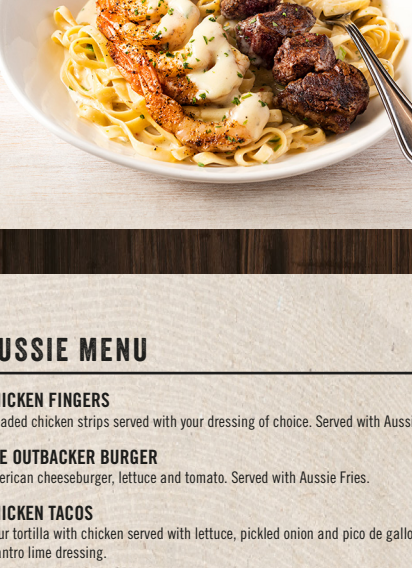 USSIE MENU
ICKEN FINGERS
aded chicken strips served with your dressing of choice. Served with Aussi
E OUTBACKER BURGER
erican cheeseburger, lettuce and tomato. Served with Aussie Fries.
ICKEN TACOS
ur tortilla with chicken served with lettuce, pickled onion and pico de gallo
antro lime dressing.